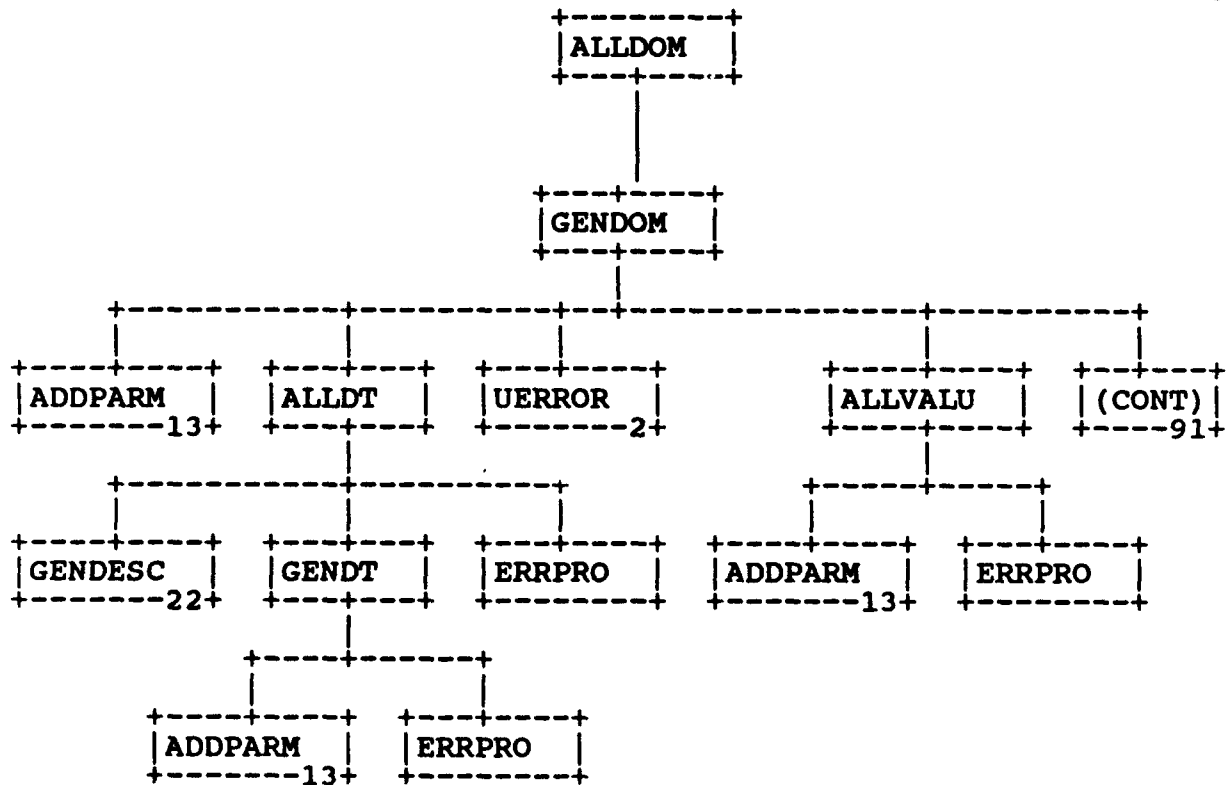 ALLDOM
GENDOM
ADDPARM ALLDT UERROR ALLVALU (CONT)
13 2 91
GENDESC GENDT ERRPRO ADDPARM ERRPRO
22 13
ADDPARM ERRPRO
13